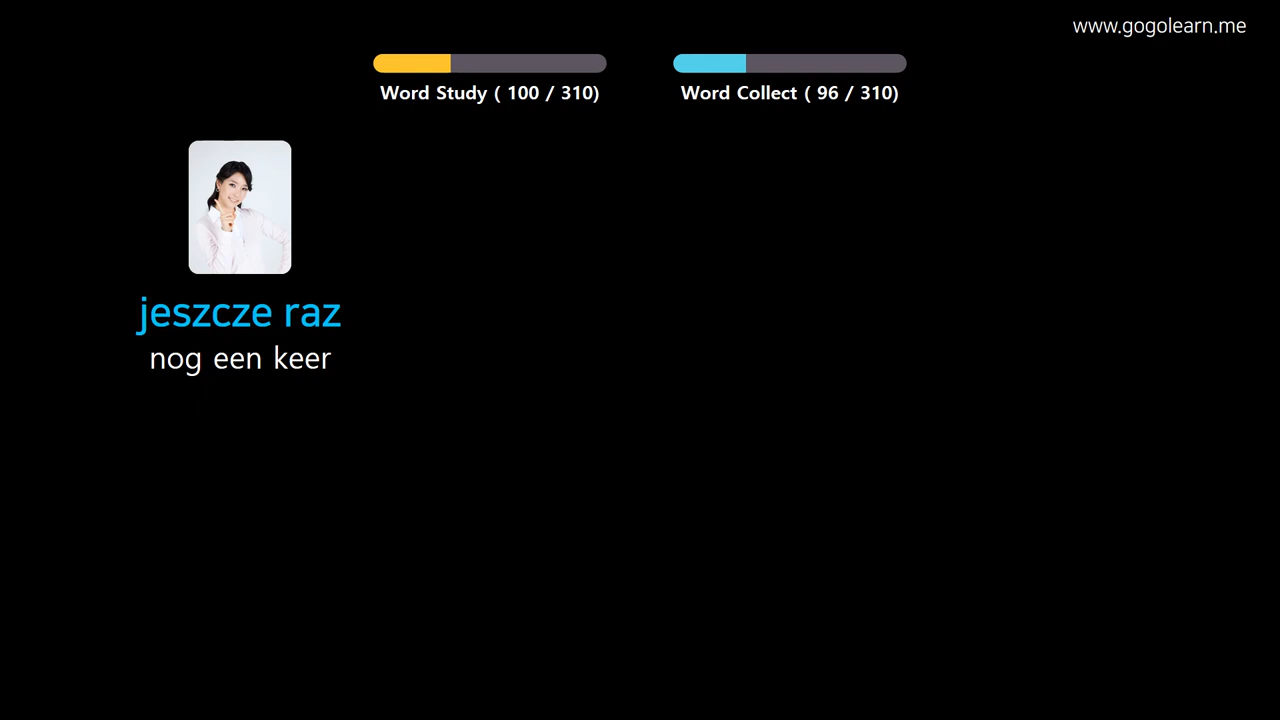 www.gogolearn.me
Word Study ( 100 / 310)
Word Collect ( 96 / 310)
jeszcze raz
nog een keer